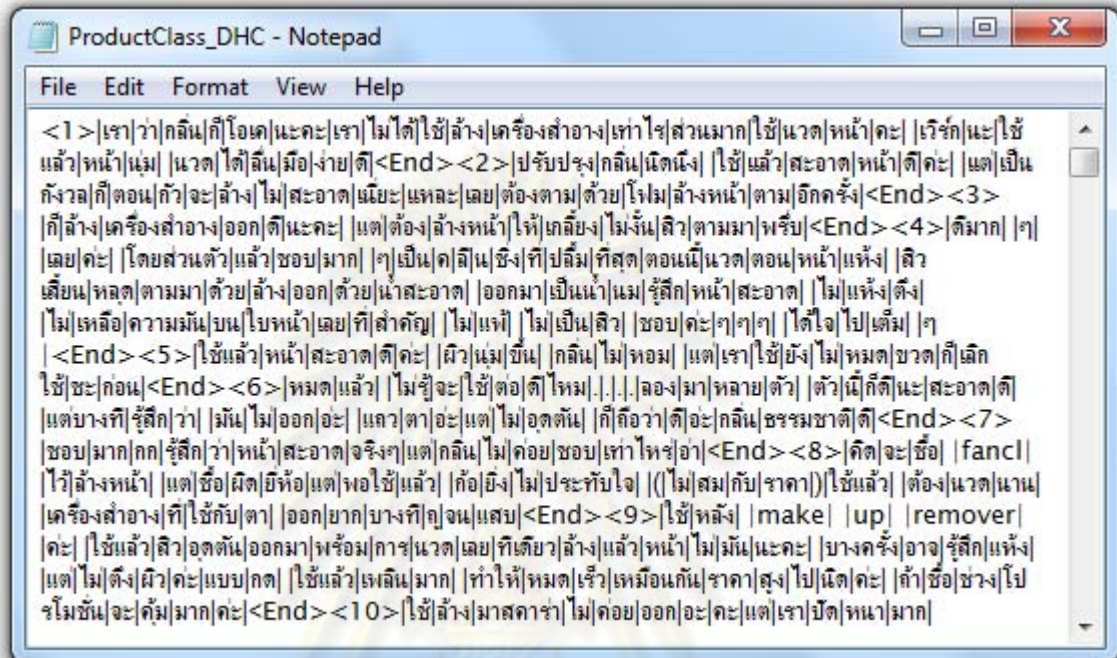 ProductClass_DHC - Notepad
File Edit Format View Help
<1>|เรา|ว่า|กลิ่น|ก็|โอเค|นะคะ|เรา|ไม่ได้|ใช้|ล้าง|เครื่องสำอาง|เท่าไร|ส่วนมาก|ใช้|นวด|หน้า|คะ| |เวิร์ก|นะ|ใช้
แล้ว|หน้า|นุ่ม| |นวด|ได้|ลื่น|มือ|ง่าย|ดี|<End><2>|ปรับปรุง|กลิ่น|นิดนึง| |ใช้|แล้ว|สะอาด|หน้า|ดี|ค่ะ| |แต่|เป็น
กังวล|ก็|ตอน|กัว|จะ|ล้าง|ไม่|สะอาด|เนี่ยะ|แหละ|เลย|ต้องตาม|ด้วย|โฟม|ล้างหน้า|ตาม|อีกครั้ง|<End><3>
|ก็|ล้าง|เครื่องสำอาง|ออก|ดี|นะคะ| |แต่|ต้อง|ล้างหน้า|ให้|เกลี้ยง|ไม่งั้น|สิว|ตามมา|พรึ่บ|<End><4>|ดีมาก| |ๆ|
|เลย|ค่ะ| |โดยส่วนตัว|แล้ว|ชอบ|มาก| |ๆ|เป็น|ค|ลี|น|ซิ่ง|ที่|ปลื้ม|ที่สุด|ตอนนี้|นวด|ตอน|หน้า|แห้ง| |สิว
เสี้ยน|หลุด|ตามมา|ด้วย|ล้าง|ออก|ด้วย|น้ำสะอาด| |ออกมา|เป็นน้ำ|นม|รู้สึก|หน้า|สะอาด| |ไม่|แห้ง|ตึง|
|ไม่|เหลือ|ความมัน|บน|ใบหน้า|เลย|ที่|สำคัญ| |ไม่|แพ้| |ไม่|เป็น|สิว| |ชอบ|ค่ะ|ๆ|ๆ|ๆ| |ได้ใจ|ไป|เต็ม| |ๆ
|<End><5>|ใช้แล้ว|หน้า|สะอาด|ดี|ค่ะ| |ผิว|นุ่ม|ขึ้น| |กลิ่น|ไม่|หอม| |แต่|เรา|ใช้|ยัง|ไม่|หมด|ขวด|ก็|เลิก
ใช้|ซะ|ก่อน|<End><6>|หมด|แล้ว| |ไม่รู้|จะ|ใช้|ต่อ|ดี|ไหม|.|.|.|.|ลอง|มา|หลาย|ตัว| |ตัว|นี้|ก็ดี|นะ|สะอาด|ดี|
|แต่บางที|รู้สึก|ว่า| |มัน|ไม่|ออก|อ่ะ| |แถว|ตา|อ่ะ|แต่|ไม่|อุดตัน| |ก็|ถือว่า|ดี|อ่ะ|กลิ่น|ธรรมชาติ|ดี|<End><7>
|ชอบ|มาก|กก|รู้สึก|ว่า|หน้า|สะอาด|จริงๆ|แต่|กลิ่น|ไม่|ค่อย|ชอบ|เท่าไหร่|อ่า|<End><8>|คิด|จะ|ซื้อ| |fancl|
|ไว้|ล้างหน้า| |แต่|ซื้อ|ผิด|ยี่ห้อ|แต่|พอใช้|แล้ว| |ก้อ|ยิ่ง|ไม่|ประทับใจ| |(|ไม่|สม|กับ|ราคา|)|ใช้แล้ว| |ต้อง|นวด|นาน|
|เครื่องสำอาง|ที่|ใช้กับ|ตา| |ออก|ยาก|บางที|ถู|จน|แสบ|<End><9>|ใช้|หลัง| |make| |up| |remover|
|ค่ะ| |ใช้แล้ว|สิว|อุดตัน|ออกมา|พร้อม|การ|นวด|เลย|ทีเดียว|ล้าง|แล้ว|หน้า|ไม่|มัน|นะคะ| |บางครั้ง|อาจ|รู้สึก|แห้ง|
|แต่|ไม่|ตึง|ผิว|ค่ะ|แบบ|กด| |ใช้แล้ว|เพลิน|มาก| |ทำให้|หมด|เร็ว|เหมือนกัน|ราคา|สูง|ไป|นิด|ค่ะ| |ถ้า|ซื้อ|ช่วง|โป
รโมชั่น|จะ|คุ้ม|มาก|ค่ะ|<End><10>|ใช้|ล้าง|มาสคาร่า|ไม่|ค่อย|ออก|อะ|คะ|แต่|เรา|ปัด|หนา|มาก|